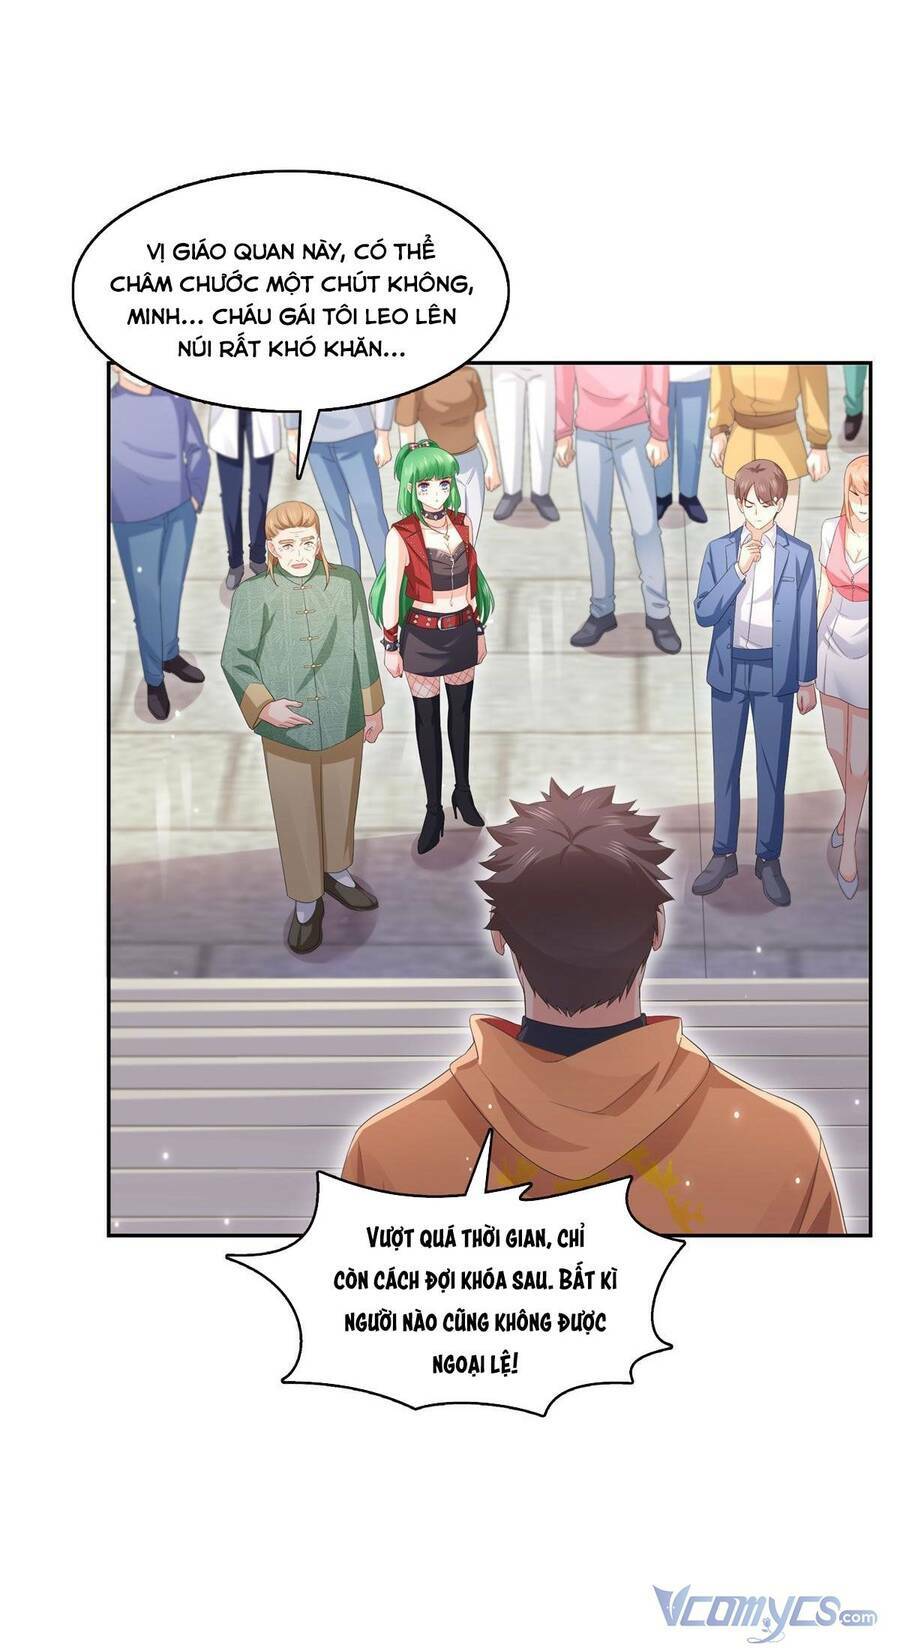 VỊ GIÁO QUAN NÀY, CÓ THỂ
CHÂM CHƯỚC MỘT CHÚT KHÔNG,
MINH... CHÁU GÁI TÔI LEO LÊN
NÚI RẤT KHÓ KHĂN...
VƯỢT QUÁ THỜI GIAN, CHỈ
CÒN CÁCH ĐỢI KHÓA SAU. BẤT KÌ
NGƯỜI NÀO CŨNG KHÔNG ĐƯỢC
NGOẠI LỆ!
VCOMYCS.com